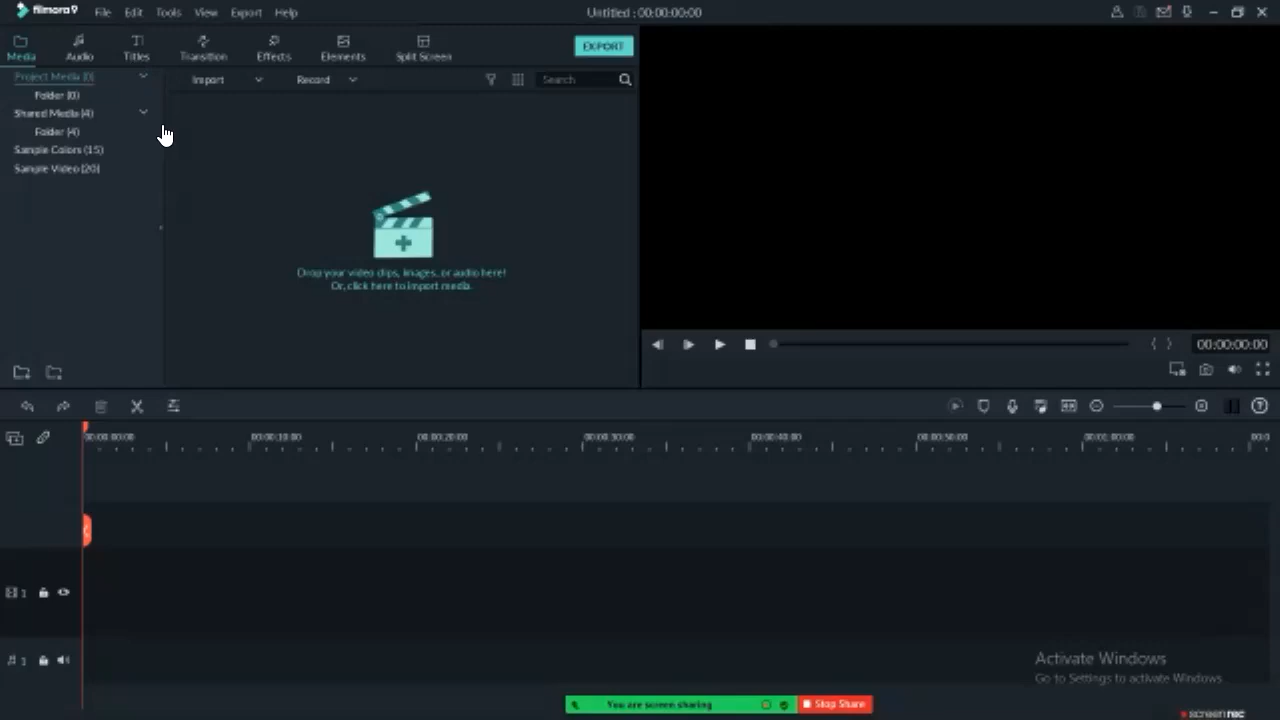 filmora9 File Edit Tools View Export Help Untitled : 00:00:00:00
Media Audio Titles Transition Effects Elements Split Screen EXPORT
Project Media (0) Import Record Search
Folder (0)
Shared Media (4)
Folder (4)
Sample Colors (15)
Sample Video (20)
Drop your video clips, images, or audio here!
Or, click here to import media.
00:00:00:00
00:00:00:00 00:00:10:00 00:00:20:00 00:00:30:00 00:00:40:00 00:00:50:00 00:01:00:00 00:0
1
1
Activate Windows
Go to Settings to activate Windows.
You are screen sharing Stop Share
screenrec